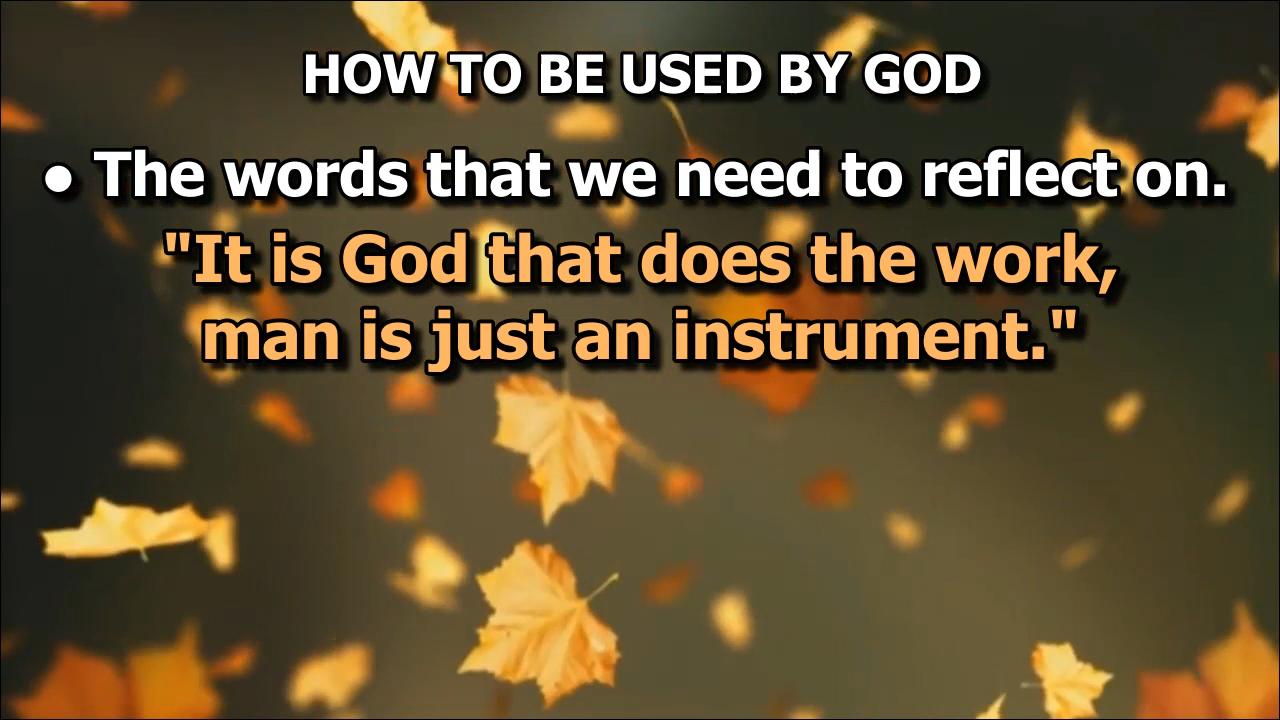 HOW TO BE USED BY GOD
● The words that we need to reflect on.
"It is God that does the work,
man is just an instrument."